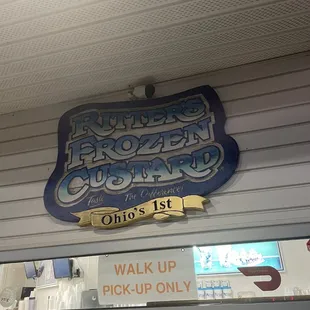 RITTER'S
FROZEN
CUSTARD
Taste The Difference!
Ohio's 1st
WALK UP
PICK-UP ONLY